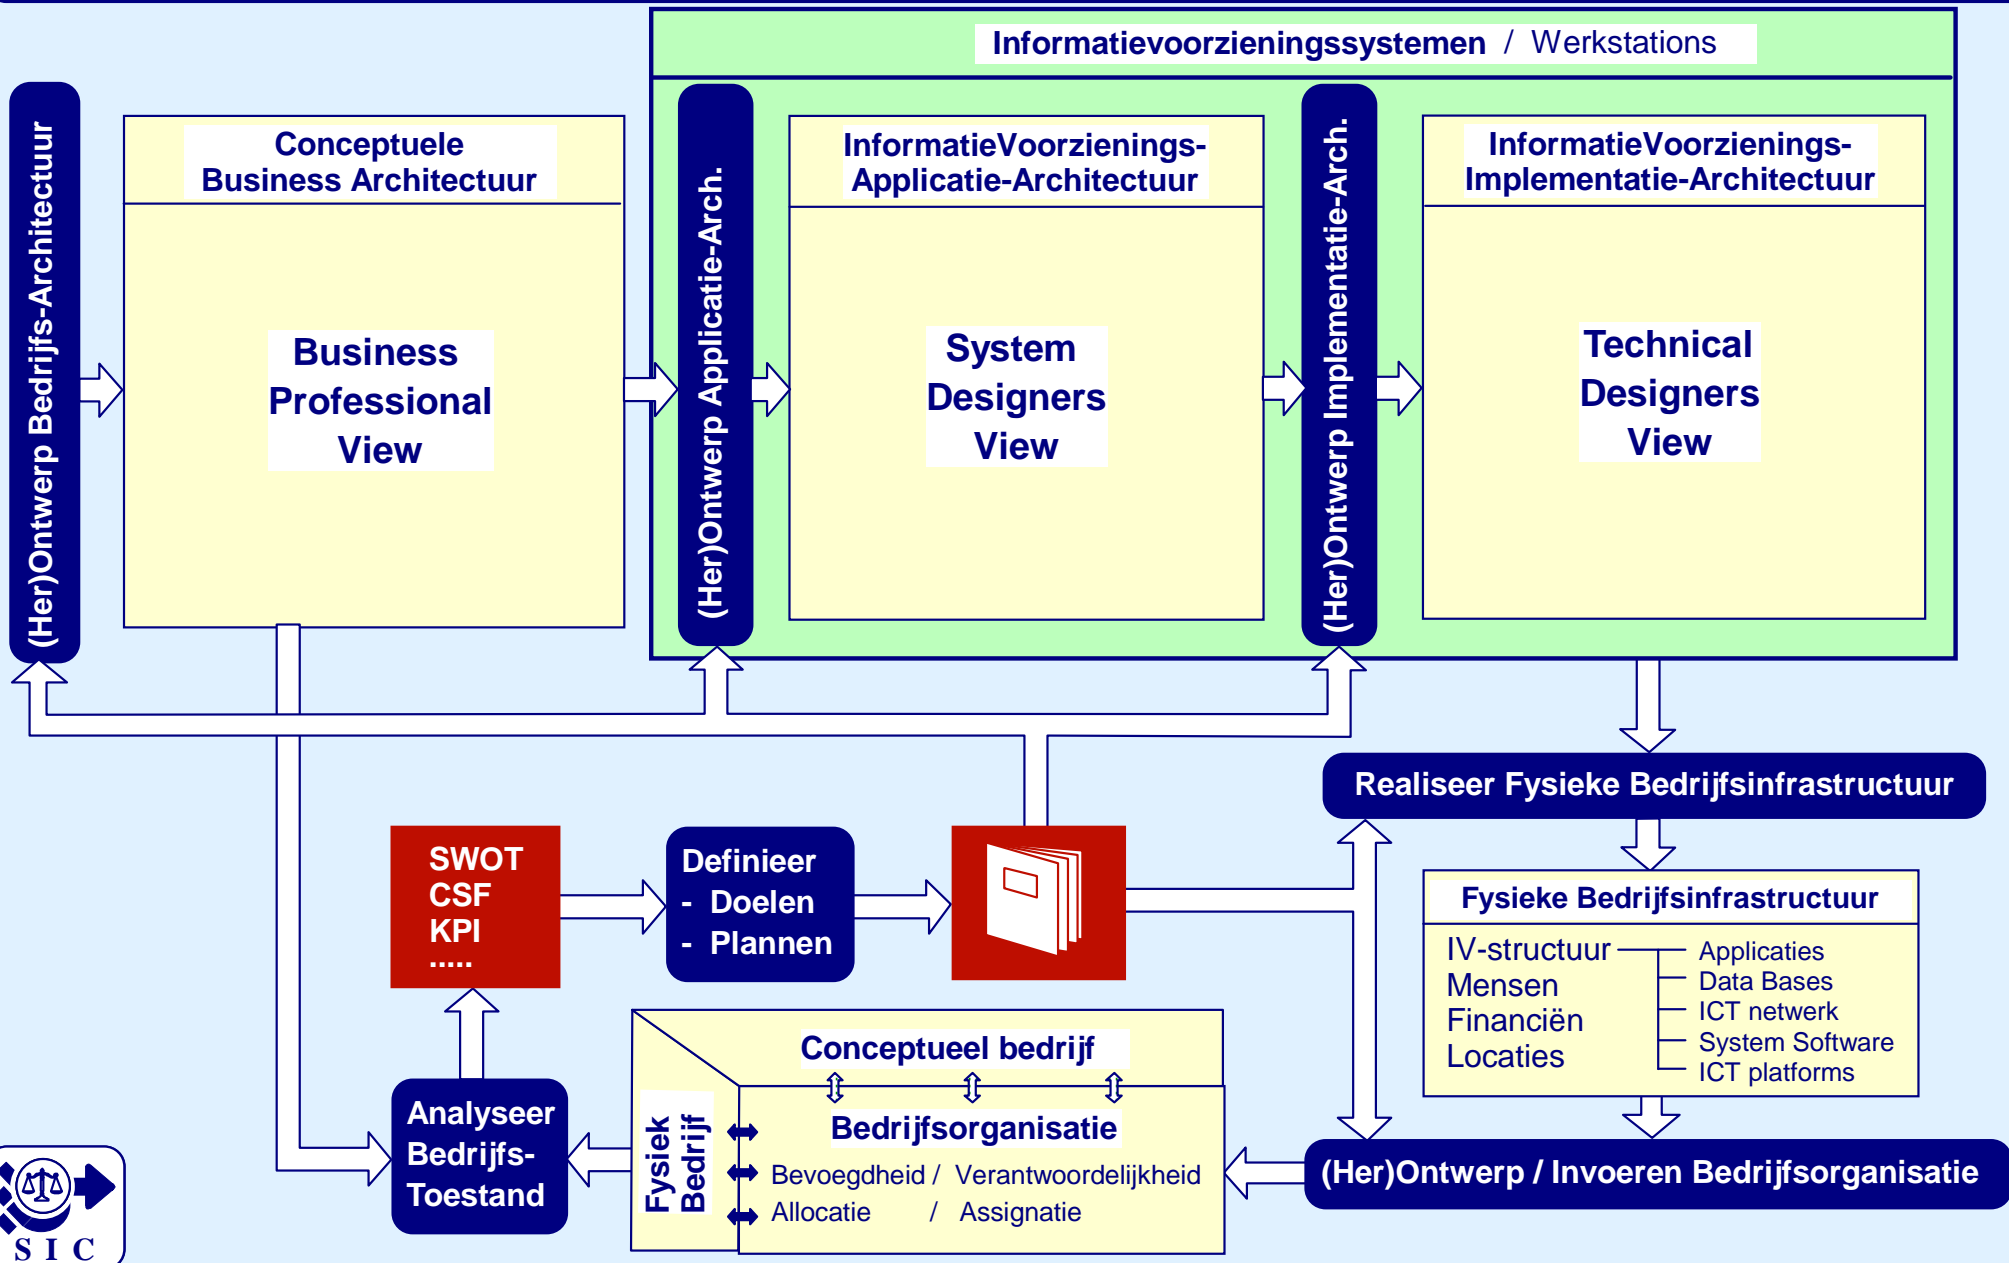 Informatievoorzieningssystemen / Werkstations
(Her)Ontwerp Bedrijfs-Architectuur
Conceptuele
Business Architectuur
Business
Professional
View
(Her)Ontwerp Applicatie-Arch.
InformatieVoorzienings-
Applicatie-Architectuur
System
Designers
View
(Her)Ontwerp Implementatie-Arch.
InformatieVoorzienings-
Implementatie-Architectuur
Technical
Designers
View
Realiseer Fysieke Bedrijfsinfrastructuur
SWOT
CSF
KPI
.....
Definieer
- Doelen
- Plannen
Fysieke Bedrijfsinfrastructuur
IV-structuur
Mensen
Financiën
Locaties
Applicaties
Data Bases
ICT netwerk
System Software
ICT platforms
Analyseer
Bedrijfs-
Toestand
Fysiek
Bedrijf
Conceptueel bedrijf
Bedrijfsorganisatie
Bevoegdheid / Verantwoordelijkheid
Allocatie / Assignatie
(Her)Ontwerp / Invoeren Bedrijfsorganisatie
S I C